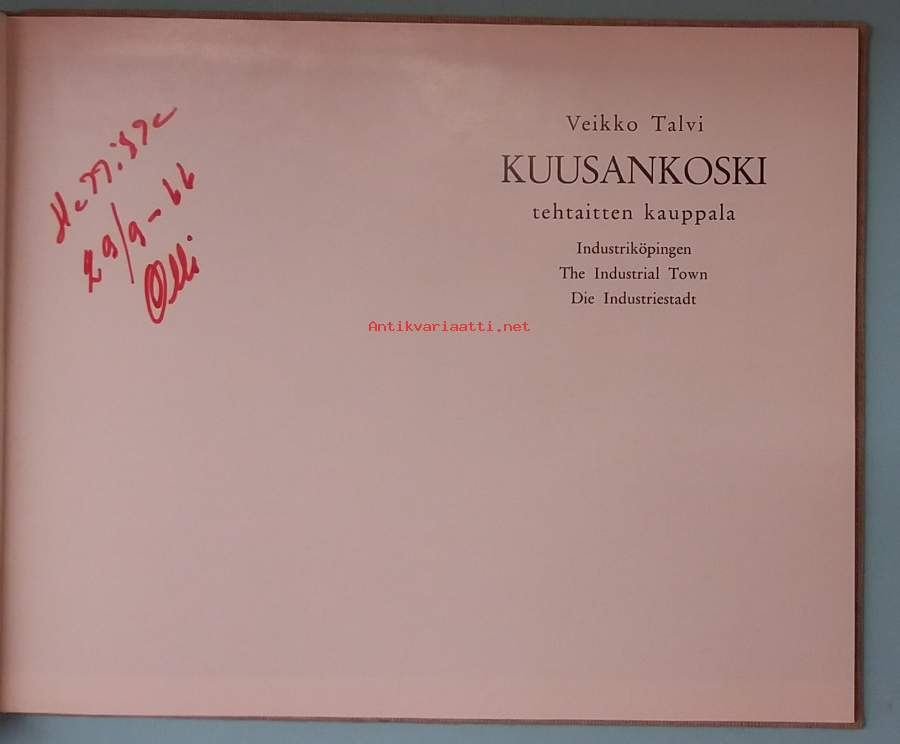 29/9-66
Olli
Veikko Talvi
KUUSANKOSKI
tehtaitten kauppala
Industriköpingen
The Industrial Town
Die Industriestadt
Antikvariaatti.net